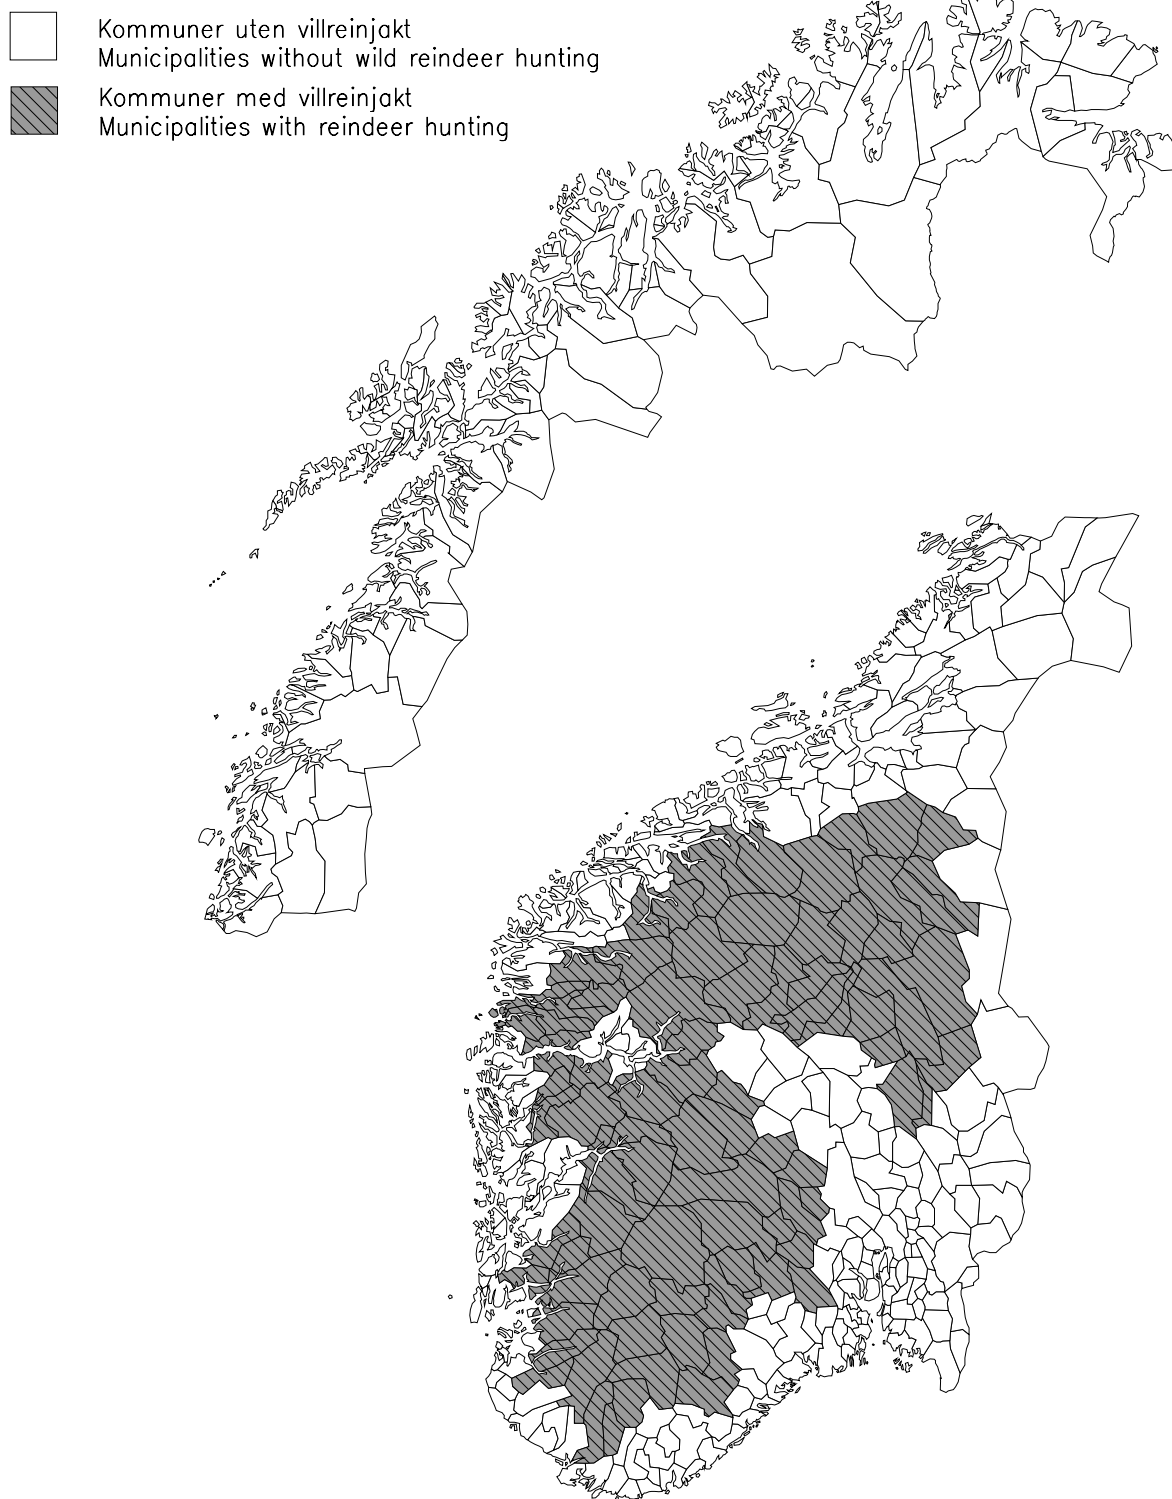 Kommuner uten villreinjakt
Municipalities without wild reindeer hunting
Kommuner med villreinjakt
Municipalities with reindeer hunting